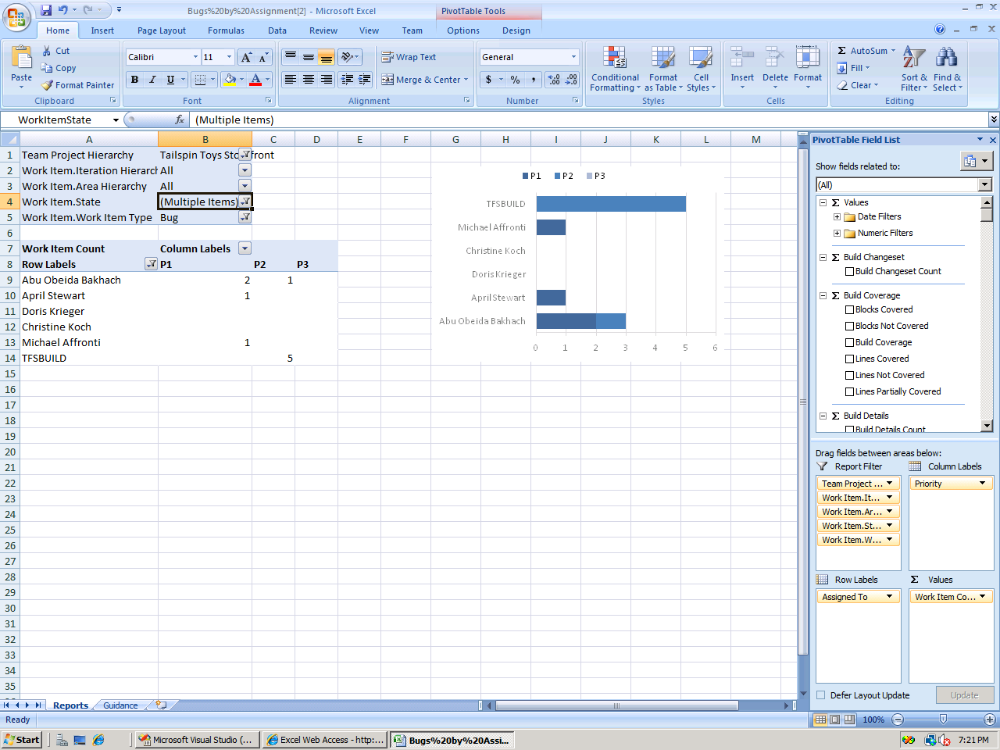 Bugs%20by%20Assignment[2] - Microsoft Excel
PivotTable Tools
Home Insert Page Layout Formulas Data Review View Team Options Design
Paste
Cut
Copy
Format Painter
Clipboard
Calibri 11
B I U
Font
Wrap Text
Merge & Center
Alignment
General
$ % ,
Number
Conditional Formatting
Format as Table
Cell Styles
Styles
Insert Delete Format
Cells
AutoSum
Fill
Clear
Sort & Filter
Find & Select
Editing
WorkItemState fx (Multiple Items)
A B C D E F G H I J K L M
1 Team Project Hierarchy Tailspin Toys Sto front
2 Work Item.Iteration Hierarch All
3 Work Item.Area Hierarchy All
4 Work Item.State (Multiple Items)
5 Work Item.Work Item Type Bug
6
7 Work Item Count Column Labels
8 Row Labels P1 P2 P3
9 Abu Obeida Bakhach 2 1
10 April Stewart 1
11 Doris Krieger
12 Christine Koch
13 Michael Affronti 1
14 TFSBUILD 5
15
16
17
18
19
20
21
22
23
24
25
26
27
28
29
30
31
32
33
34
35
P1 P2 P3
TFSBUILD
Michael Affronti
Christine Koch
Doris Krieger
April Stewart
Abu Obeida Bakhach
0 1 2 3 4 5 6
PivotTable Field List
Show fields related to:
(All)
Σ Values
Date Filters
Numeric Filters
Σ Build Changeset
Build Changeset Count
Σ Build Coverage
Blocks Covered
Blocks Not Covered
Build Coverage
Lines Covered
Lines Not Covered
Lines Partially Covered
Σ Build Details
Build Details Count
Drag fields between areas below:
Report Filter
Team Project ...
Work Item.It...
Work Item.Ar...
Work Item.St...
Work Item.W...
Column Labels
Priority
Row Labels
Assigned To
Σ Values
Work Item Co...
Defer Layout Update Update
Reports Guidance
Ready 100%
Start Microsoft Visual Studio (... Excel Web Access - http:... Bugs%20by%20Assi... 7:21 PM